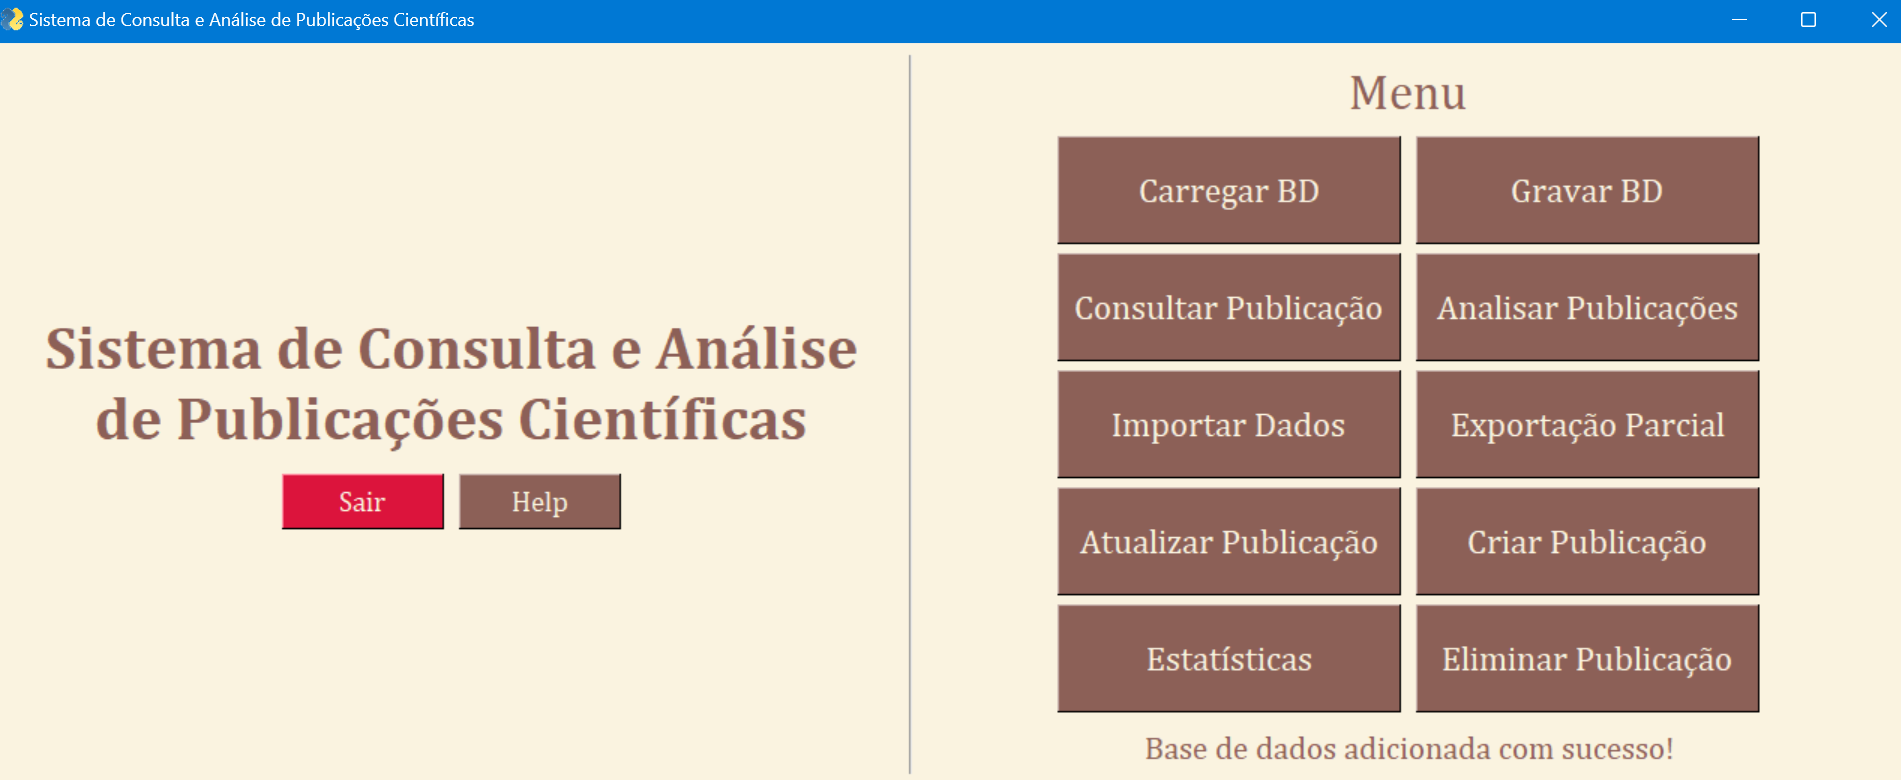 Sistema de Consulta e Análise de Publicações Científicas
Sistema de Consulta e Análise
de Publicações Científicas
Sair
Help
Menu
Carregar BD
Gravar BD
Consultar Publicação
Analisar Publicações
Importar Dados
Exportação Parcial
Atualizar Publicação
Criar Publicação
Estatísticas
Eliminar Publicação
Base de dados adicionada com sucesso!